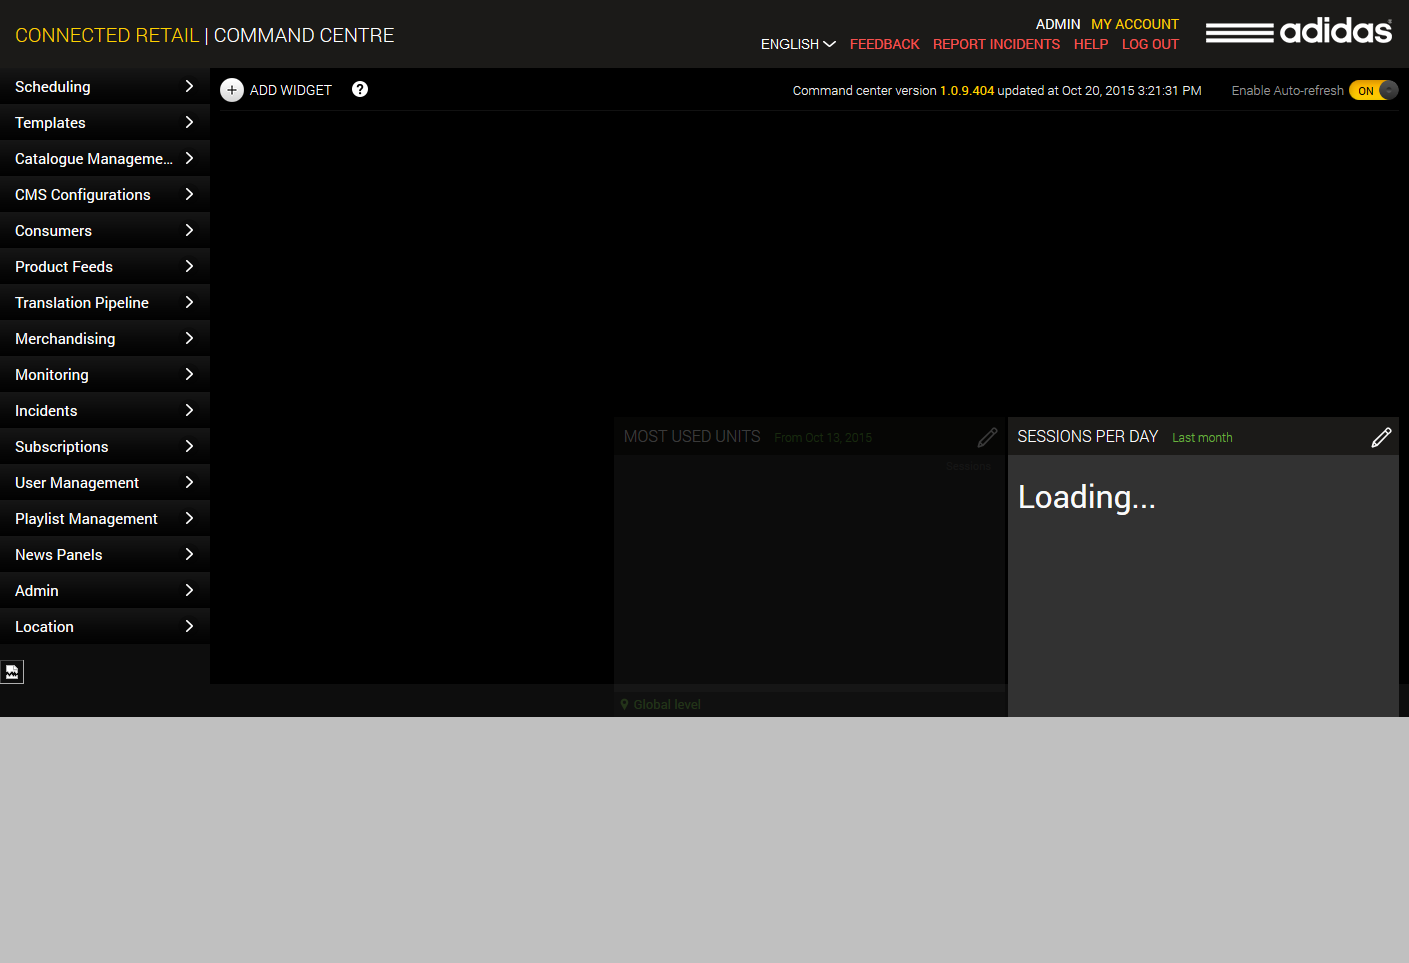 CONNECTED RETAIL | COMMAND CENTRE
ADMIN MY ACCOUNT
ENGLISH FEEDBACK REPORT INCIDENTS HELP LOG OUT
adidas
ADD WIDGET ?
Command center version 1.0.9.404 updated at Oct 20, 2015 3:21:31 PM
Enable Auto-refresh ON
Scheduling
Templates
Catalogue Manageme...
CMS Configurations
Consumers
Product Feeds
Translation Pipeline
Merchandising
Monitoring
Incidents
Subscriptions
User Management
Playlist Management
News Panels
Admin
Location
MOST USED UNITS From Oct 13, 2015
Sessions
Global level
SESSIONS PER DAY Last month
Loading...